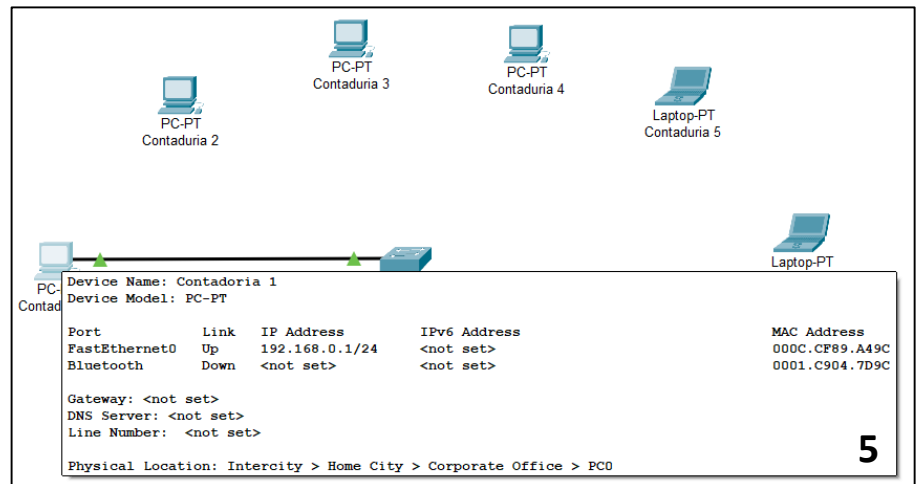 PC-PT
Contaduria 3
PC-PT
Contaduria 4
PC-PT
Contaduria 2
Laptop-PT
Contaduria 5
Laptop-PT
PC-
Contad
Device Name: Contadoria 1
Device Model: PC-PT
Port Link IP Address IPv6 Address MAC Address
FastEthernet0 Up 192.168.0.1/24 <not set> 000C.CF89.A49C
Bluetooth Down <not set> <not set> 0001.C904.7D9C
Gateway: <not set>
DNS Server: <not set>
Line Number: <not set>
Physical Location: Intercity > Home City > Corporate Office > PC0
5